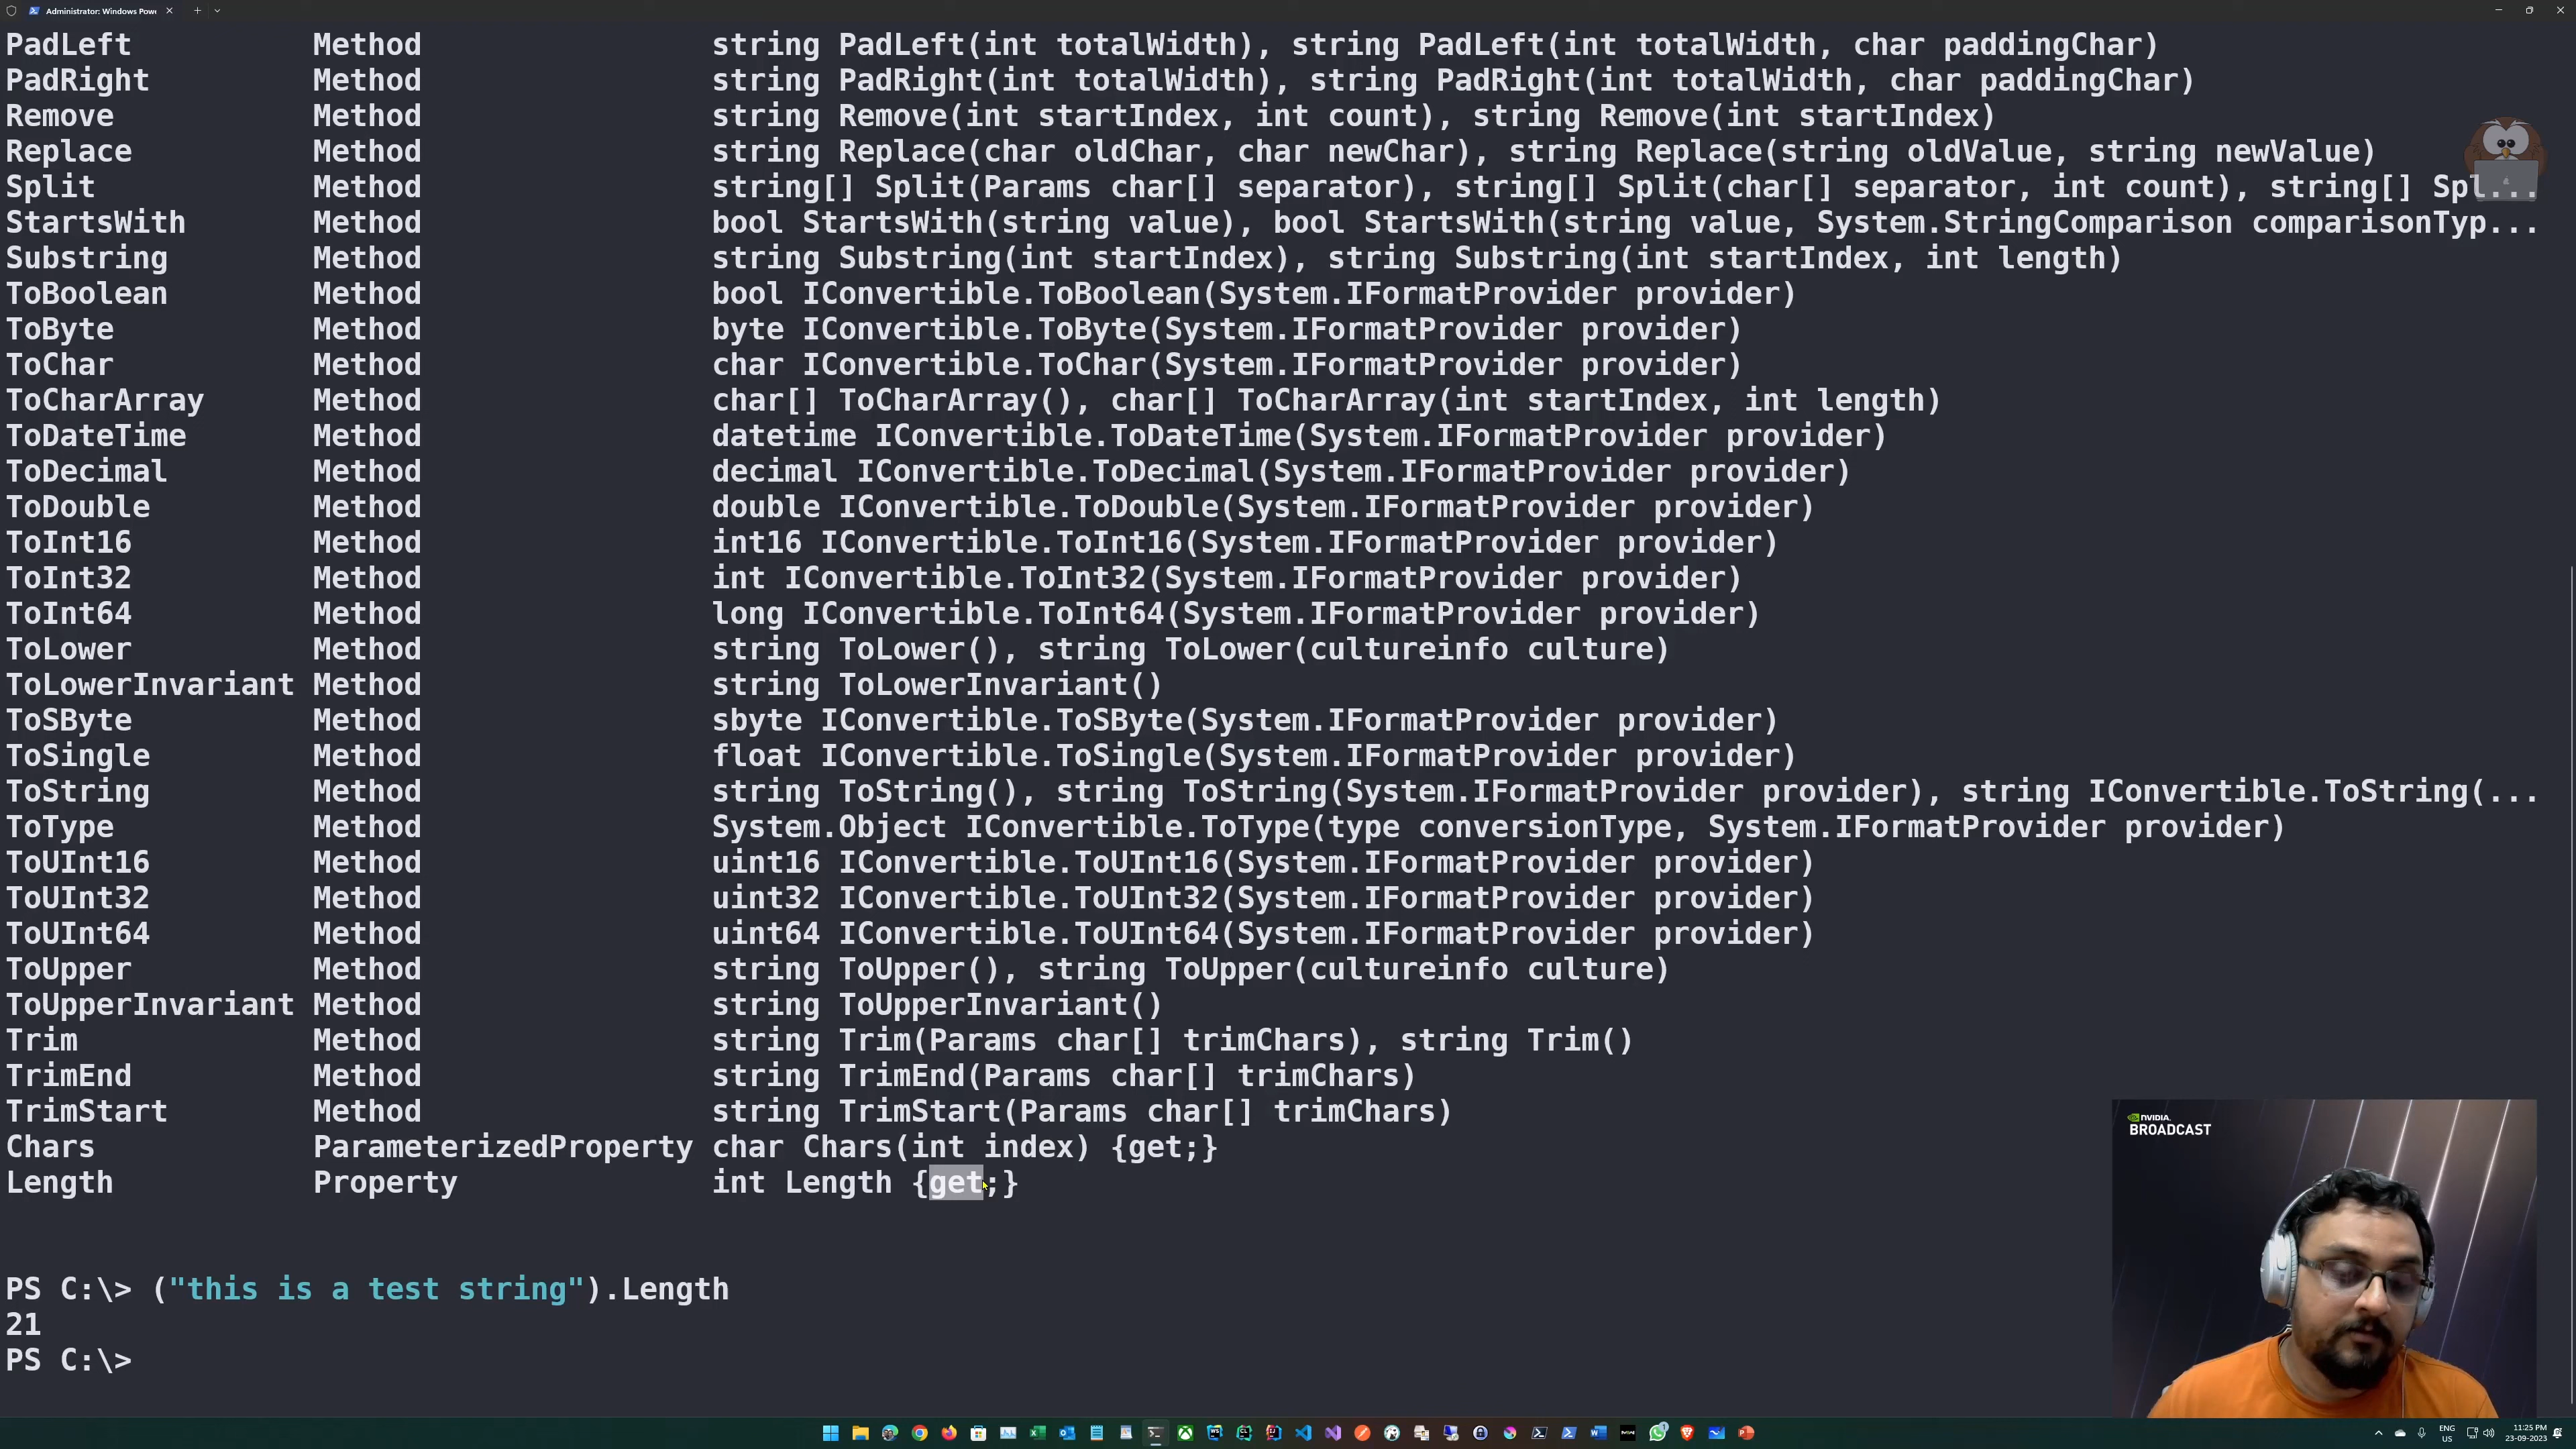 Administrator: Windows Powe
PadLeft Method string PadLeft(int totalWidth), string PadLeft(int totalWidth, char paddingChar)
PadRight Method string PadRight(int totalWidth), string PadRight(int totalWidth, char paddingChar)
Remove Method string Remove(int startIndex, int count), string Remove(int startIndex)
Replace Method string Replace(char oldChar, char newChar), string Replace(string oldValue, string newValue)
Split Method string[] Split(Params char[] separator), string[] Split(char[] separator, int count), string[] Spl...
StartsWith Method bool StartsWith(string value), bool StartsWith(string value, System.StringComparison comparisonTyp...
Substring Method string Substring(int startIndex), string Substring(int startIndex, int length)
ToBoolean Method bool IConvertible.ToBoolean(System.IFormatProvider provider)
ToByte Method byte IConvertible.ToByte(System.IFormatProvider provider)
ToChar Method char IConvertible.ToChar(System.IFormatProvider provider)
ToCharArray Method char[] ToCharArray(), char[] ToCharArray(int startIndex, int length)
ToDateTime Method datetime IConvertible.ToDateTime(System.IFormatProvider provider)
ToDecimal Method decimal IConvertible.ToDecimal(System.IFormatProvider provider)
ToDouble Method double IConvertible.ToDouble(System.IFormatProvider provider)
ToInt16 Method int16 IConvertible.ToInt16(System.IFormatProvider provider)
ToInt32 Method int IConvertible.ToInt32(System.IFormatProvider provider)
ToInt64 Method long IConvertible.ToInt64(System.IFormatProvider provider)
ToLower Method string ToLower(), string ToLower(cultureinfo culture)
ToLowerInvariant Method string ToLowerInvariant()
ToSByte Method sbyte IConvertible.ToSByte(System.IFormatProvider provider)
ToSingle Method float IConvertible.ToSingle(System.IFormatProvider provider)
ToString Method string ToString(), string ToString(System.IFormatProvider provider), string IConvertible.ToString(...
ToType Method System.Object IConvertible.ToType(type conversionType, System.IFormatProvider provider)
ToUInt16 Method uint16 IConvertible.ToUInt16(System.IFormatProvider provider)
ToUInt32 Method uint32 IConvertible.ToUInt32(System.IFormatProvider provider)
ToUInt64 Method uint64 IConvertible.ToUInt64(System.IFormatProvider provider)
ToUpper Method string ToUpper(), string ToUpper(cultureinfo culture)
ToUpperInvariant Method string ToUpperInvariant()
Trim Method string Trim(Params char[] trimChars), string Trim()
TrimEnd Method string TrimEnd(Params char[] trimChars)
TrimStart Method string TrimStart(Params char[] trimChars)
Chars ParameterizedProperty char Chars(int index) {get;}
Length Property int Length {get;}
PS C:\> ("this is a test string").Length
21
PS C:\>
NVIDIA.
BROADCAST
ENG
US
11:25 PM
23-09-2023